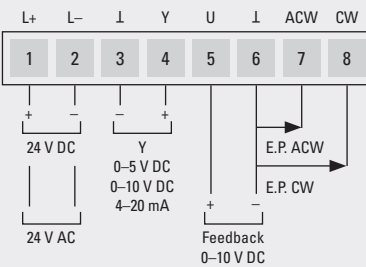 L+ L– ⊥ Y U ⊥ ACW CW
1 2 3 4 5 6 7 8
+ – – +
24 V DC
Y
0–5 V DC
0–10 V DC
4–20 mA
E.P. ACW
E.P. CW
+ –
24 V AC
Feedback
0–10 V DC